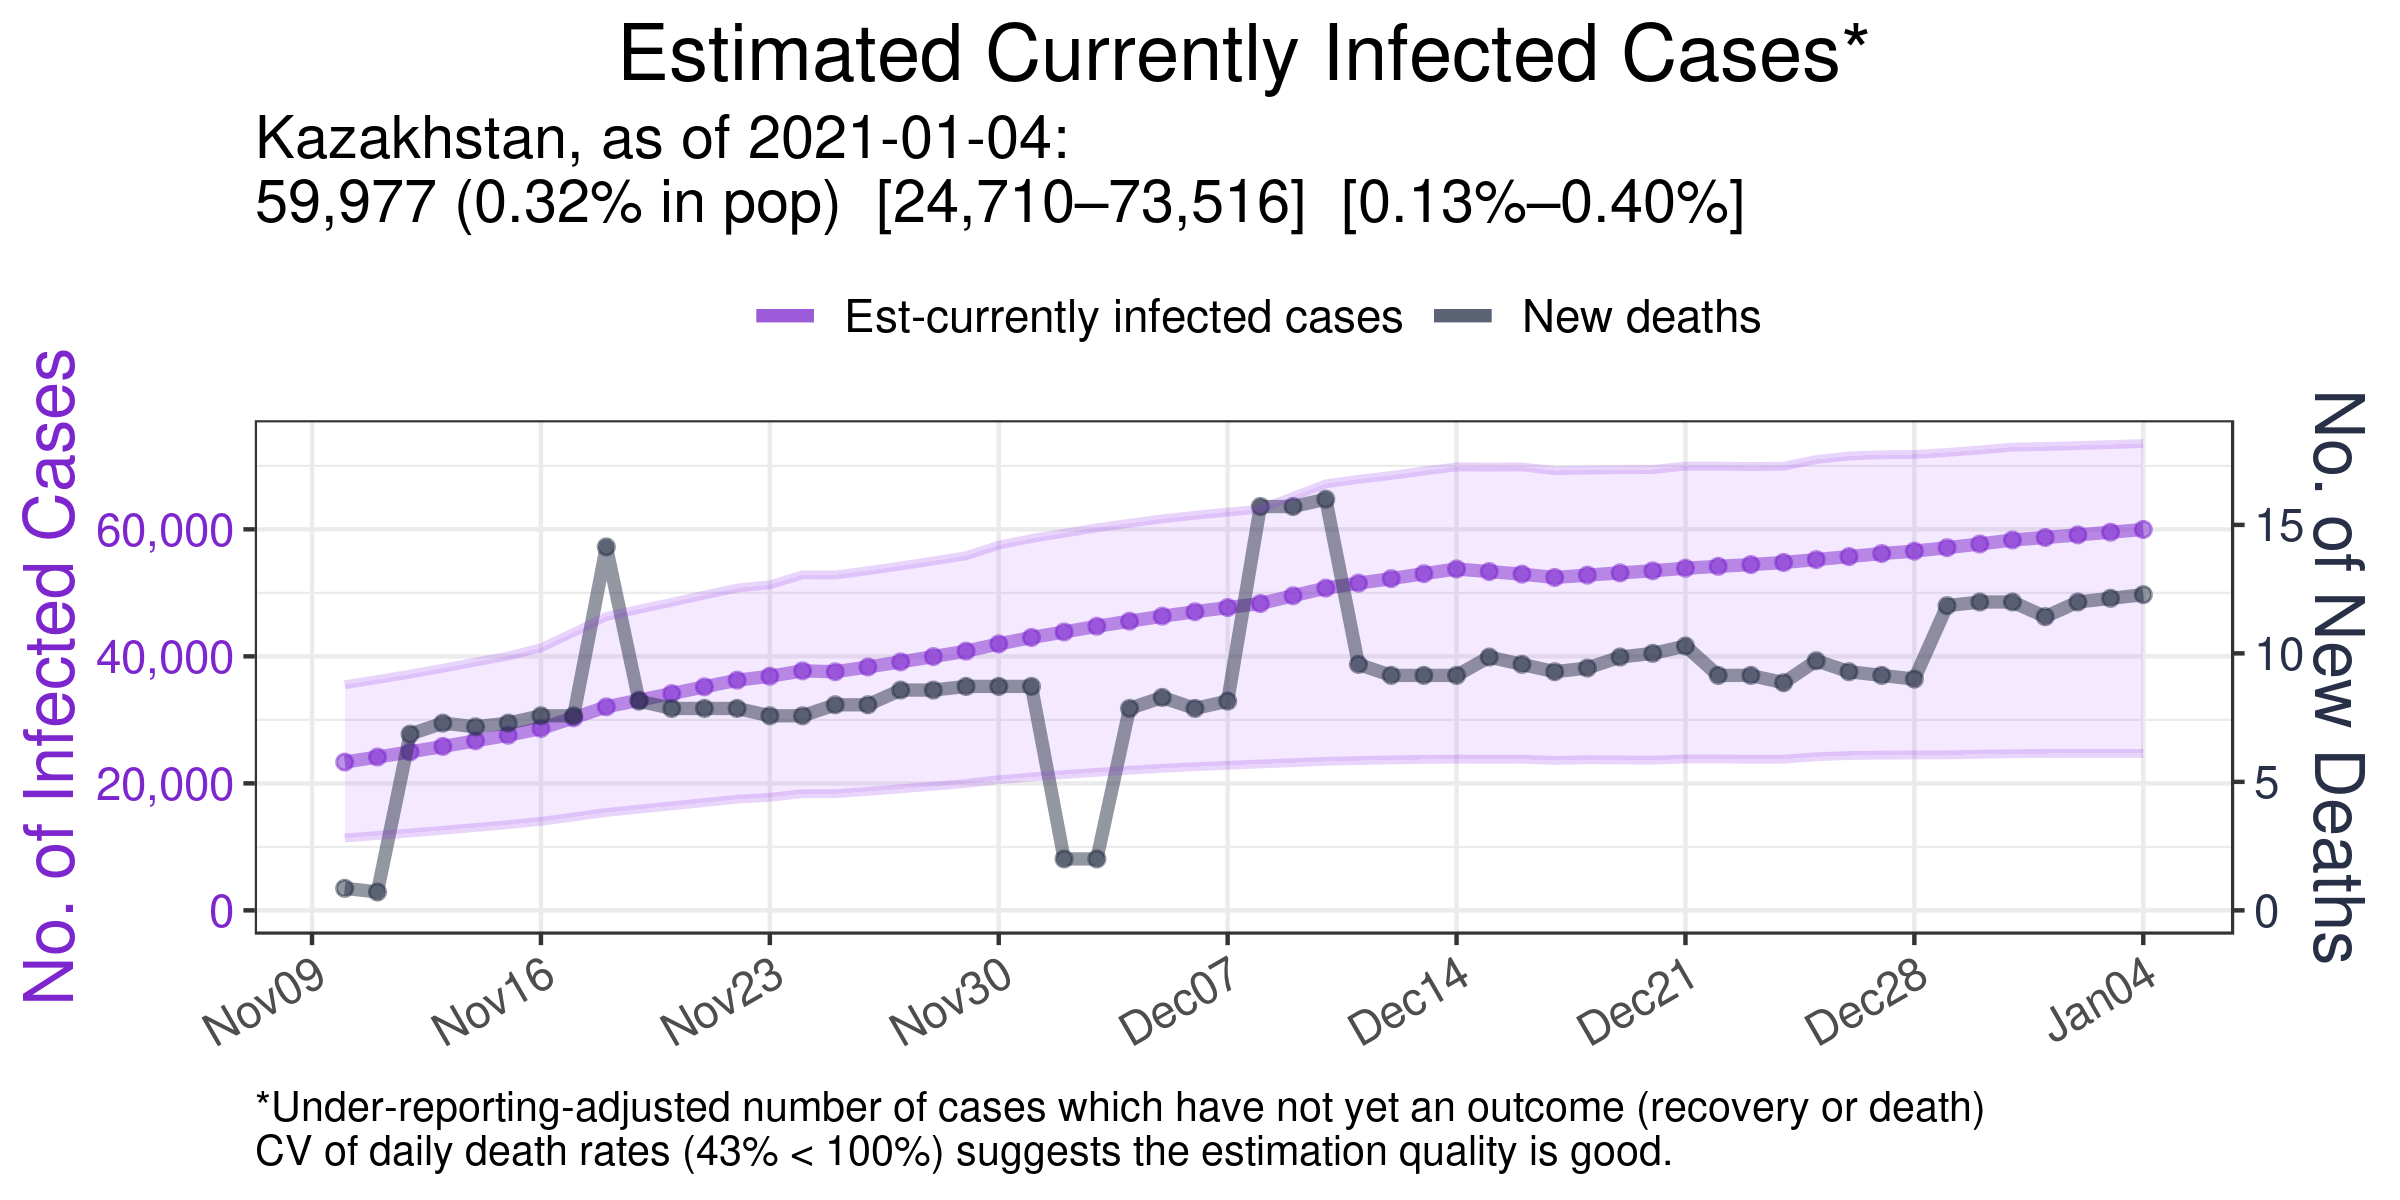 Estimated Currently Infected Cases*
Kazakhstan, as of 2021-01-04:
59,977 (0.32% in pop)  [24,710–73,516]  [0.13%–0.40%]
Est-currently infected cases
New deaths
No. of Infected Cases
60,000
40,000
20,000
0
15
10
5
0
No. of New Deaths
Nov09
Nov16
Nov23
Nov30
Dec07
Dec14
Dec21
Dec28
Jan04
*Under-reporting-adjusted number of cases which have not yet an outcome (recovery or death)
CV of daily death rates (43% < 100%) suggests the estimation quality is good.